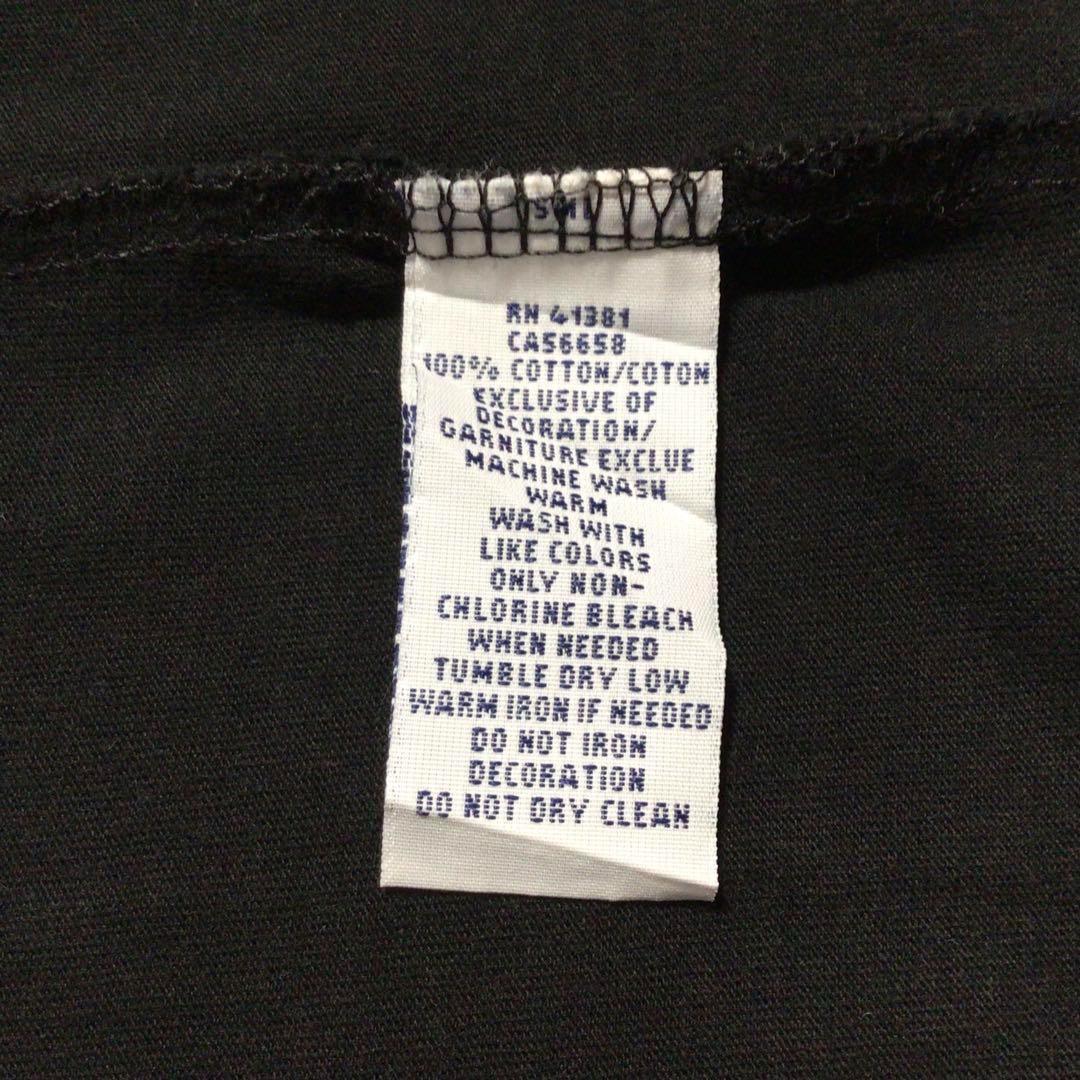 RN 41381
CA56658
100% COTTON/COTON
EXCLUSIVE OF
DECORATION/
GARNITURE EXCLUE
MACHINE WASH
WARM
WASH WITH
LIKE COLORS
ONLY NON-
CHLORINE BLEACH
WHEN NEEDED
TUMBLE DRY LOW
WARM IRON IF NEEDED
DO NOT IRON
DECORATION
DO NOT DRY CLEAN